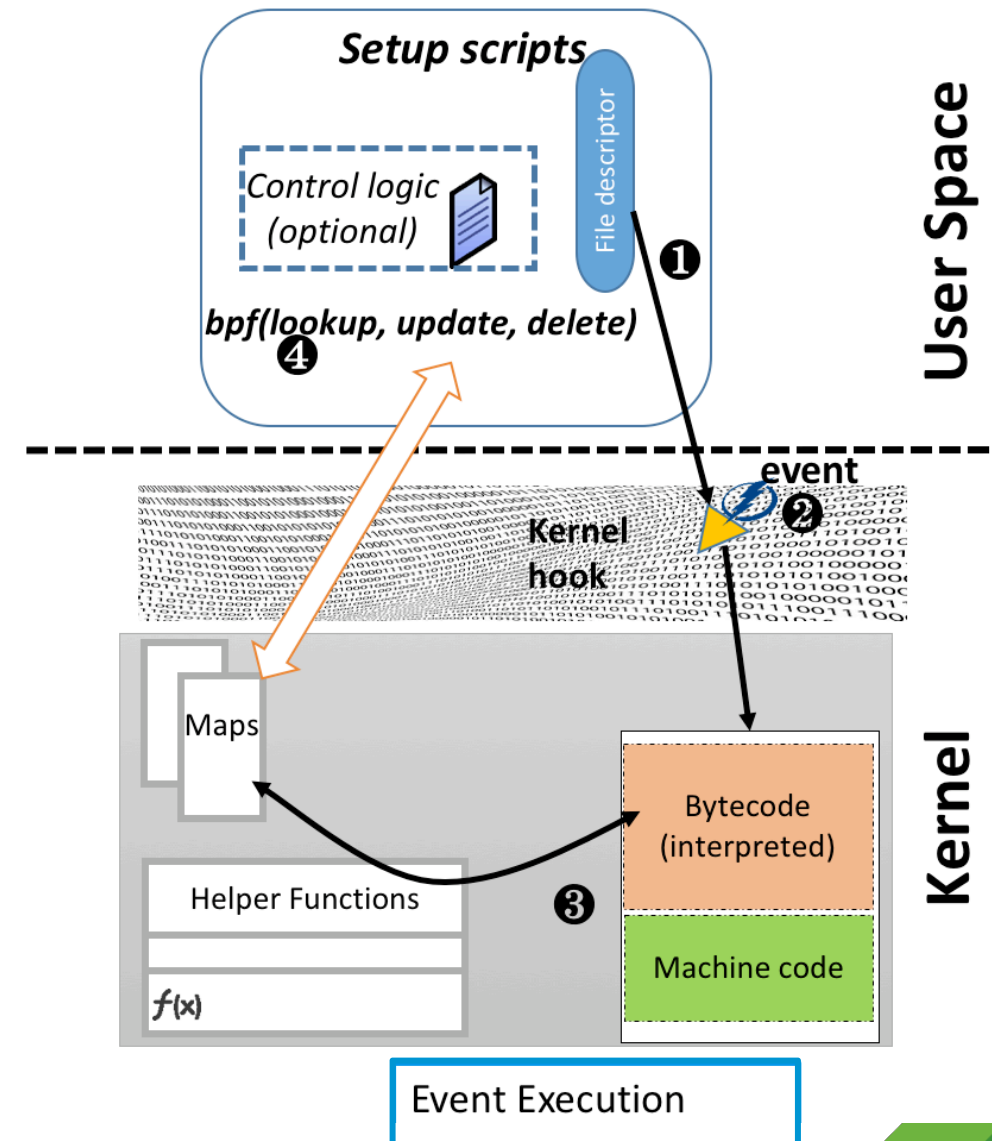 Setup scripts
File descriptor
Control logic
(optional)
❶
bpf(lookup, update, delete)
❹
User Space
event
❷
Kernel
hook
Maps
Bytecode
(interpreted)
Helper Functions
❸
Machine code
f(x)
Kernel
Event Execution